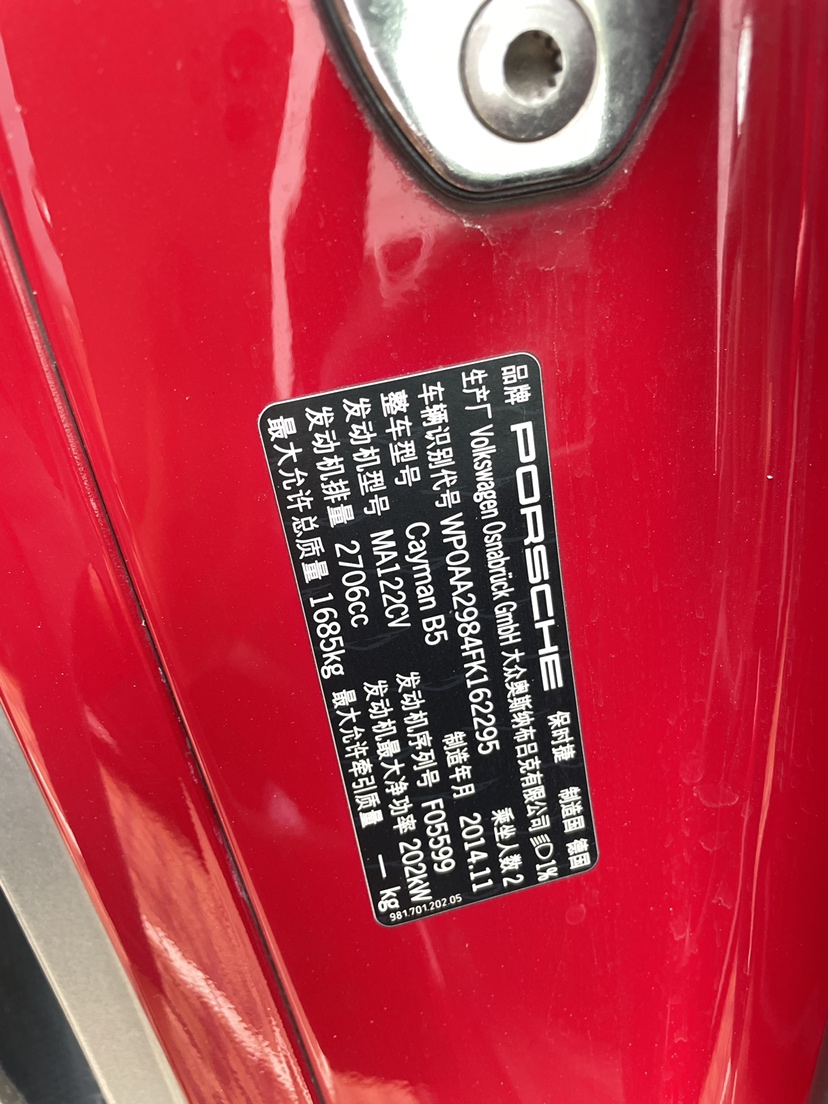 品牌 PORSCHE 保时捷 制造国 德国
生产厂 Volkswagen Osnabrück GmbH 大众奥斯纳布吕克有限公司 1%
车辆识别代号 WP0AA2984FK162295 乘坐人数 2
整车型号 Cayman B5 制造年月 2014.11
发动机型号 MA122CV 发动机序列号 F05599
发动机排量 2706cc 发动机最大净功率 202kW
最大允许总质量 1685kg 最大允许牵引质量 — kg
981.701.202.05